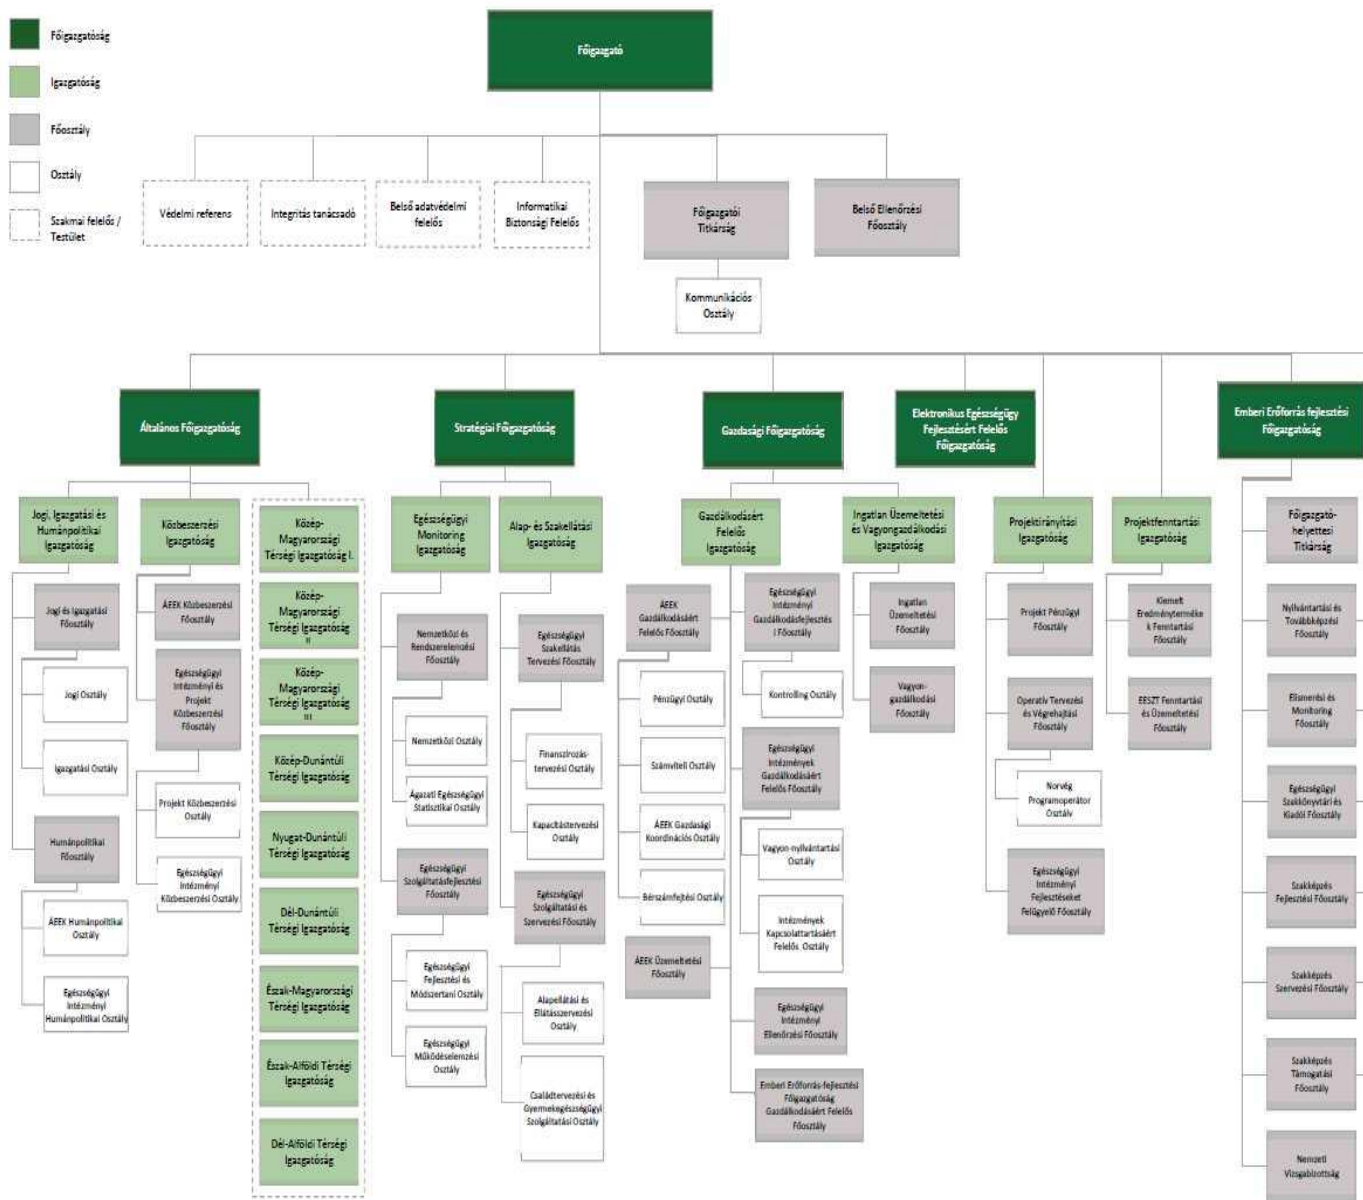 Főigazgatóság
Igazgatóság
Főosztály
Osztály
Szakmai felelős /
Testület
Főigazgató
Védelmi referens
Integritás tanácsadó
Belső adatvédelmi
felelős
Informatikai
Biztonsági Felelős
Főigazgatói
Titkárság
Belső Ellenőrzési
Főosztály
Kommunikációs
Osztály
Általános Főigazgatóság
Stratégiai Főigazgatóság
Gazdasági Főigazgatóság
Elektronikus Egészségügy
Fejlesztésért Felelős
Főigazgatóság
Emberi Erőforrás fejlesztési
Főigazgatóság
Jogi, Igazgatási és
Humánpolitikai
Igazgatóság
Jogi és Igazgatási
Főosztály
Jogi Osztály
Igazgatási Osztály
Humánpolitikai
Főosztály
ÁEEK Humánpolitikai
Osztály
Egészségügyi
Intézményi
Humánpolitikai Osztály
Közbeszerzési
Igazgatóság
ÁEEK Közbeszerzési
Főosztály
Egészségügyi
Intézményi és
Projekt
Közbeszerzési
Főosztály
Projekt Közbeszerzési
Osztály
Egészségügyi
Intézményi
Közbeszerzési Osztály
Közép-
Magyarországi
Térségi Igazgatóság I.
Közép-
Magyarországi
Térségi Igazgatóság
II
Közép-
Magyarországi
Térségi Igazgatóság
III
Közép-Dunántúli
Térségi Igazgatóság
Nyugat-Dunántúli
Térségi Igazgatóság
Dél-Dunántúli
Térségi Igazgatóság
Észak-Magyarországi
Térségi Igazgatóság
Észak-Alföldi Térségi
Igazgatóság
Dél-Alföldi Térségi
Igazgatóság
Egészségügyi
Monitoring
Igazgatóság
Nemzetközi és
Rendszerelemzési
Főosztály
Nemzetközi Osztály
Ágazati Egészségügyi
Statisztikai Osztály
Egészségügyi
Szolgáltatásfejlesztési
Főosztály
Egészségügyi
Fejlesztési és
Módszertani Osztály
Egészségügyi
Működéselemzési
Osztály
Alap- és Szakellátási
Igazgatóság
Egészségügyi
Szakellátás
Tervezési Főosztály
Finanszírozás-
tervezési Osztály
Kapacitástervezési
Osztály
Egészségügyi
Szolgáltatási és
Szervezési Főosztály
Alapellátási és
Ellátásszervezési
Osztály
Családtervezési és
Gyermekegészségügyi
Szolgáltatási Osztály
Gazdálkodásért
Felelős
Igazgatóság
ÁEEK
Gazdálkodásért
Felelős Főosztály
Pénzügyi Osztály
Számviteli Osztály
ÁEEK Gazdasági
Koordinációs Osztály
Bérszámfejtési Osztály
ÁEEK Üzemeltetési
Főosztály
Egészségügyi
Intézményi
Gazdálkodásfejlesztés
i Főosztály
Kontrolling Osztály
Egészségügyi
Intézmények
Gazdálkodásáért
Felelős Főosztály
Vagyon-nyilvántartási
Osztály
Intézmények
Kapcsolattartásáért
Felelős Osztály
Egészségügyi
Intézményi
Ellenőrzési Főosztály
Emberi Erőforrás-fejlesztési
Főigazgatóság
Gazdálkodásért Felelős
Főosztály
Ingatlan Üzemeltetési
és Vagyongazdálkodási
Igazgatóság
Ingatlan
Üzemeltetési
Főosztály
Vagyon-
gazdálkodási
Főosztály
Projektirányítási
Igazgatóság
Projekt Pénzügyi
Főosztály
Operatív Tervezési
és Végrehajtási
Főosztály
Norvég
Programoperátor
Osztály
Egészségügyi
Intézményi
Fejlesztéseket
Felügyelő Főosztály
Projektfenntartási
Igazgatóság
Kiemelt
Eredményterméke
k Fenntartási
Főosztály
EESZT Fenntartási
és Üzemeltetési
Főosztály
Főigazgató-
helyettesi
Titkárság
Nyilvántartási és
Továbbképzési
Főosztály
Elismerési és
Monitoring
Főosztály
Egészségügyi
Szakkönyvtári és
Kiadói Főosztály
Szakképzés
Fejlesztési Főosztály
Szakképzés
Szervezési Főosztály
Szakképzés
Támogatási
Főosztály
Nemzeti
Vizsgabizottság